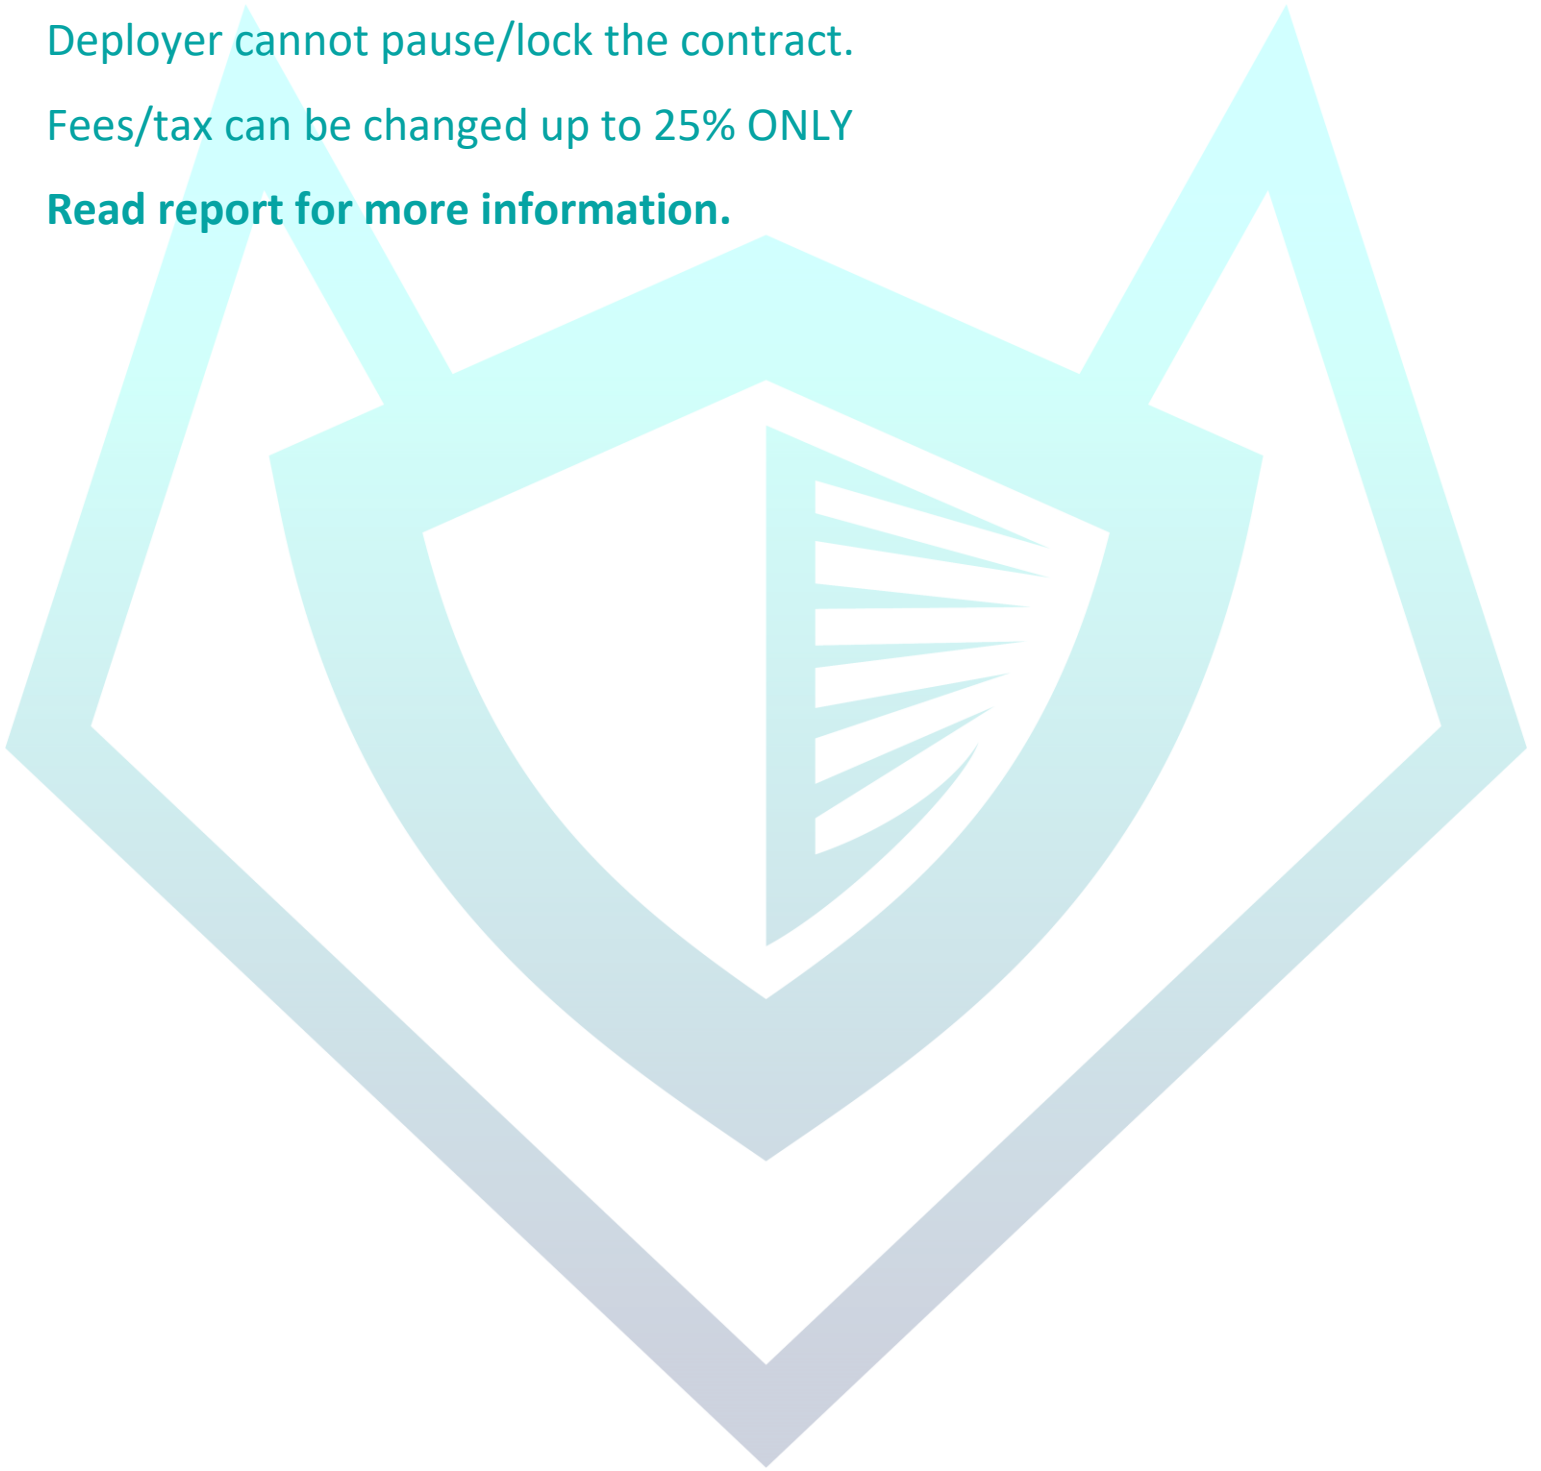 Deployer cannot pause/lock the contract.
Fees/tax can be changed up to 25% ONLY
Read report for more information.